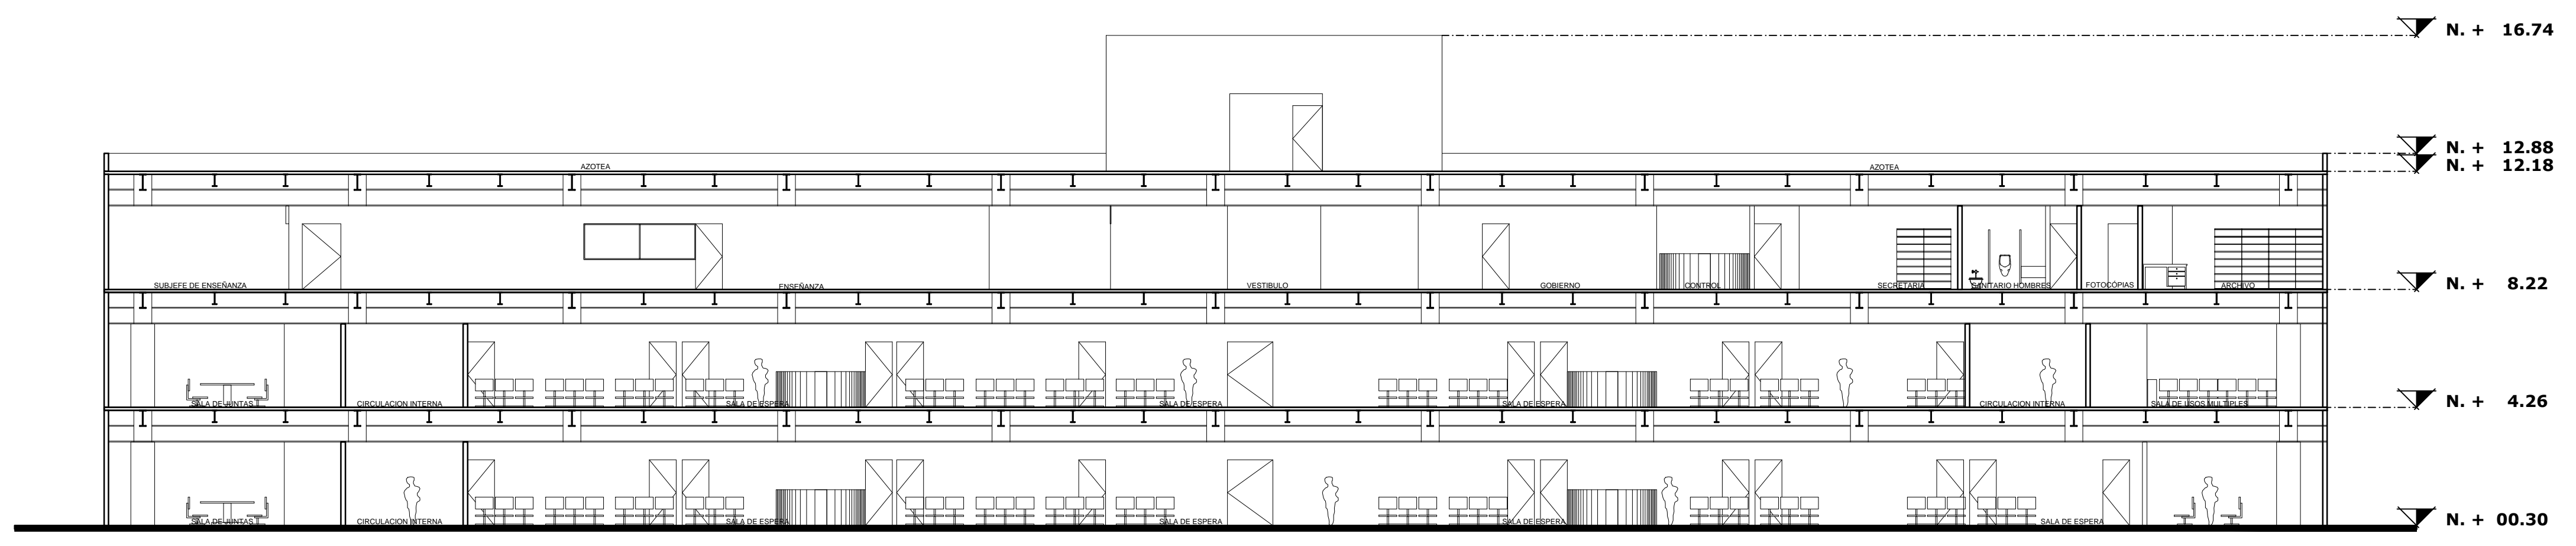 N. + 16.74
N. + 12.88
AZOTEA AZOTEA N. + 12.18
SUBJEFE DE ENSEÑANZA ENSEÑANZA VESTIBULO GOBIERNO CONTROL SECRETARIA SANITARIO HOMBRES FOTOCÓPIAS ARCHIVO N. + 8.22
SALA DE JUNTAS CIRCULACION INTERNA SALA DE ESPERA SALA DE ESPERA SALA DE ESPERA CIRCULACION INTERNA SALA DE USOS MULTIPLES N. + 4.26
SALA DE JUNTAS CIRCULACION INTERNA SALA DE ESPERA SALA DE ESPERA SALA DE ESPERA SALA DE ESPERA N. + 00.30